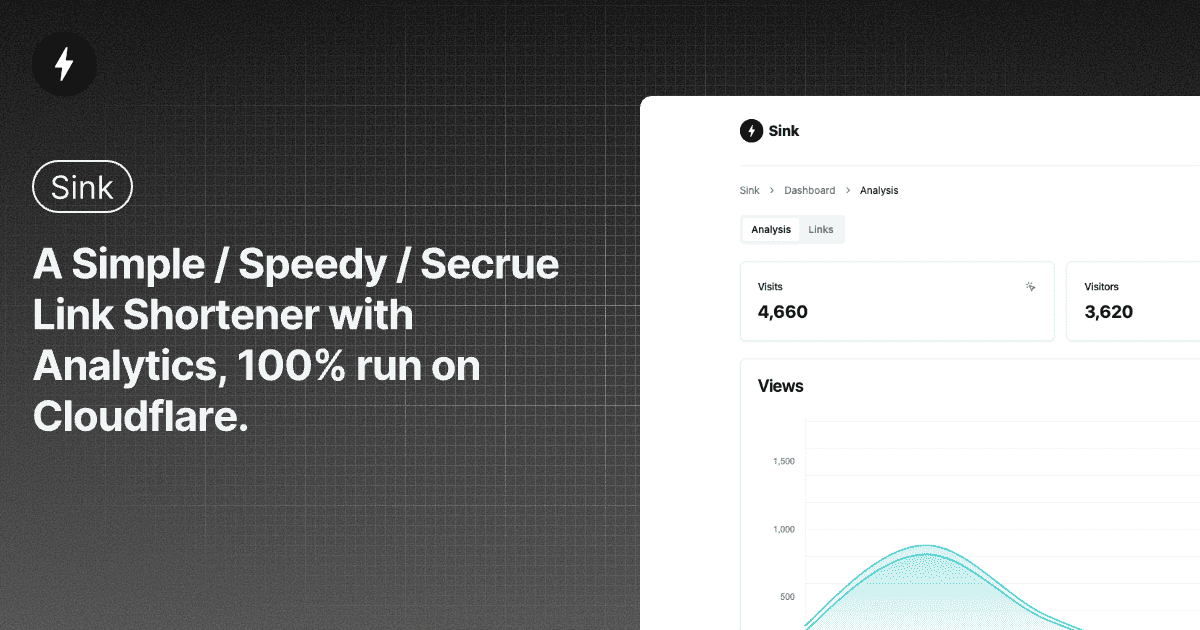 Sink
A Simple / Speedy / Secrue
Link Shortener with
Analytics, 100% run on
Cloudflare.
Sink
Sink > Dashboard > Analysis
Analysis Links
Visits
4,660
Visitors
3,620
Views
1,500
1,000
500